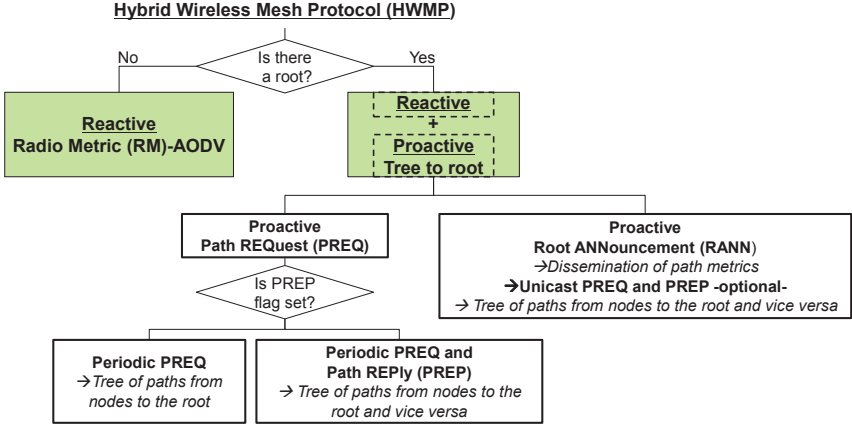 Hybrid Wireless Mesh Protocol (HWMP)
No
Is there
a root?
Yes
Reactive
Radio Metric (RM)-AODV
Reactive
+
Proactive
Tree to root
Proactive
Path REQuest (PREQ)
Proactive
Root ANNouncement (RANN)
→Dissemination of path metrics
→Unicast PREQ and PREP -optional-
→ Tree of paths from nodes to the root and vice versa
Is PREP
flag set?
Periodic PREQ
→Tree of paths from
nodes to the root
Periodic PREQ and
Path REPly (PREP)
→ Tree of paths from nodes to the
root and vice versa